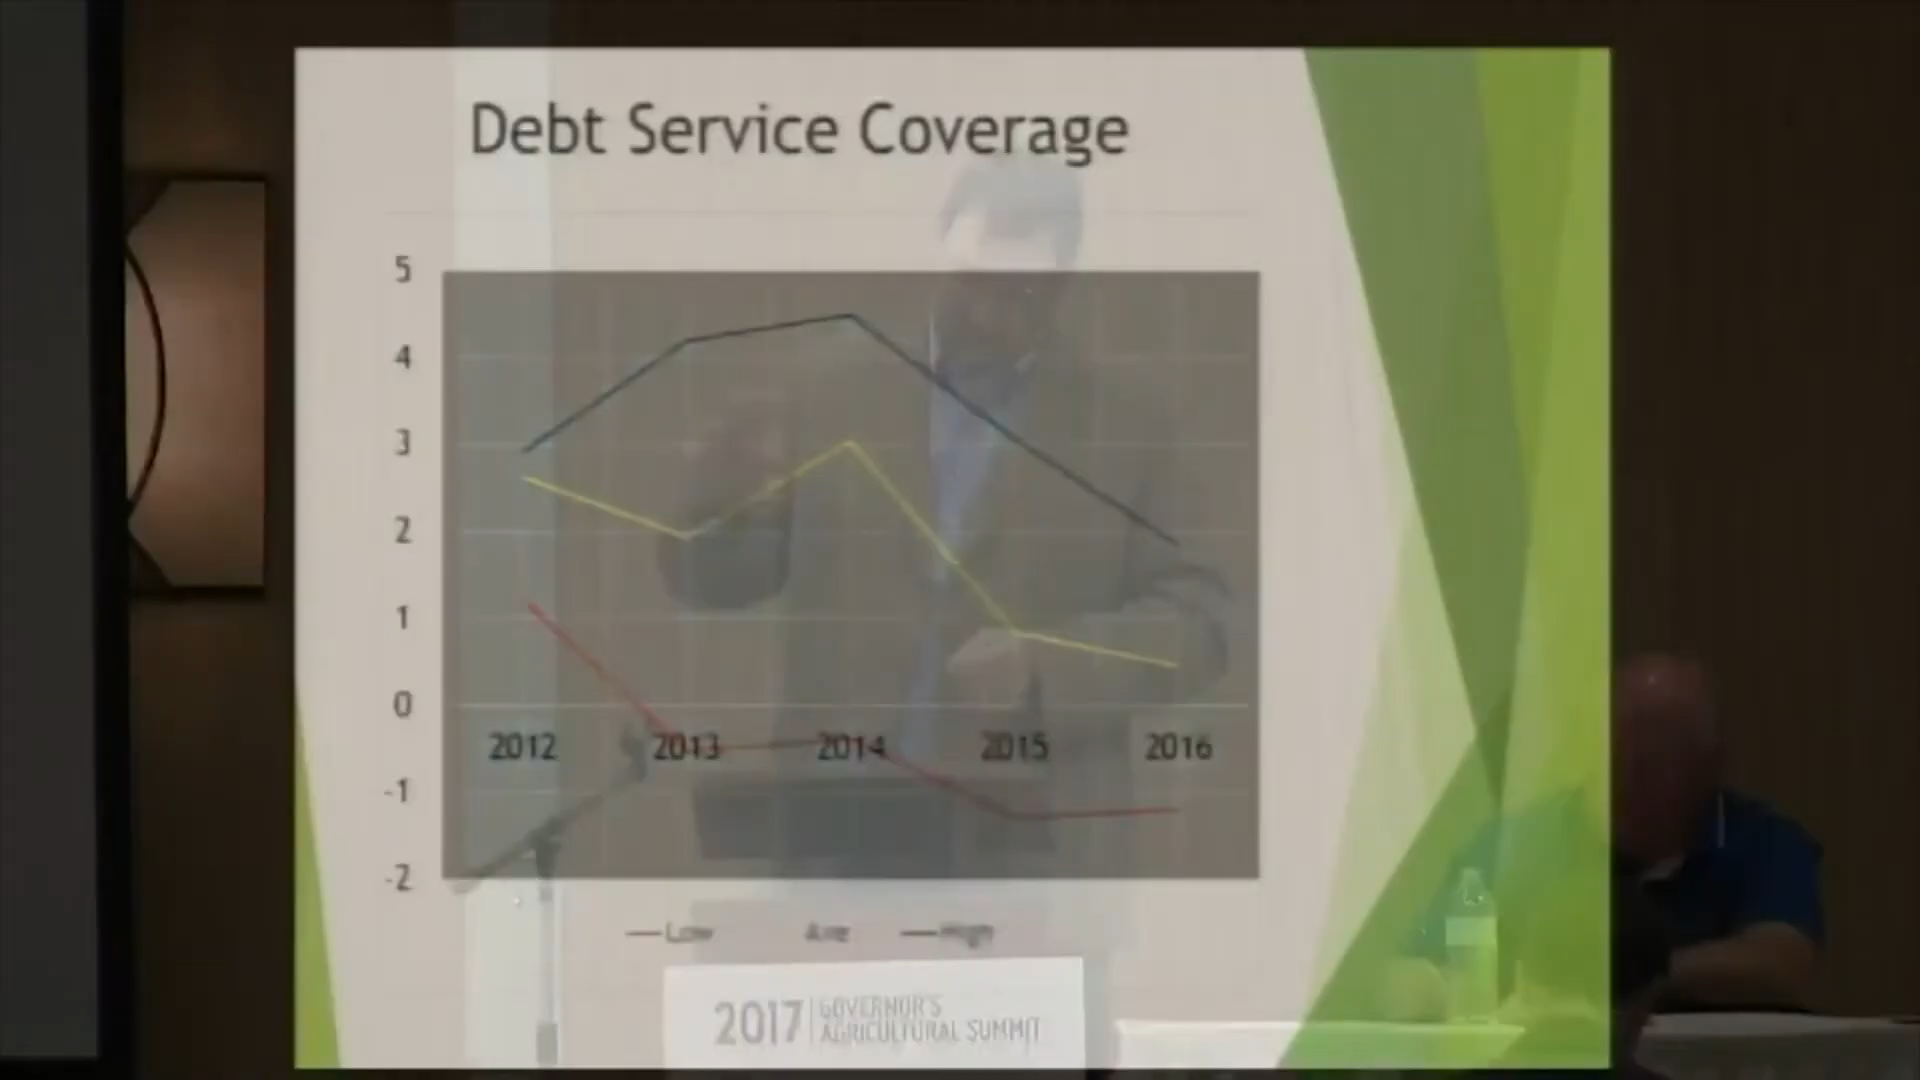 Debt Service Coverage
5
4
3
2
1
0
2012 2013 2014 2015 2016
-1
-2
Low Ave High
2017 GOVERNOR'S
AGRICULTURAL SUMMIT